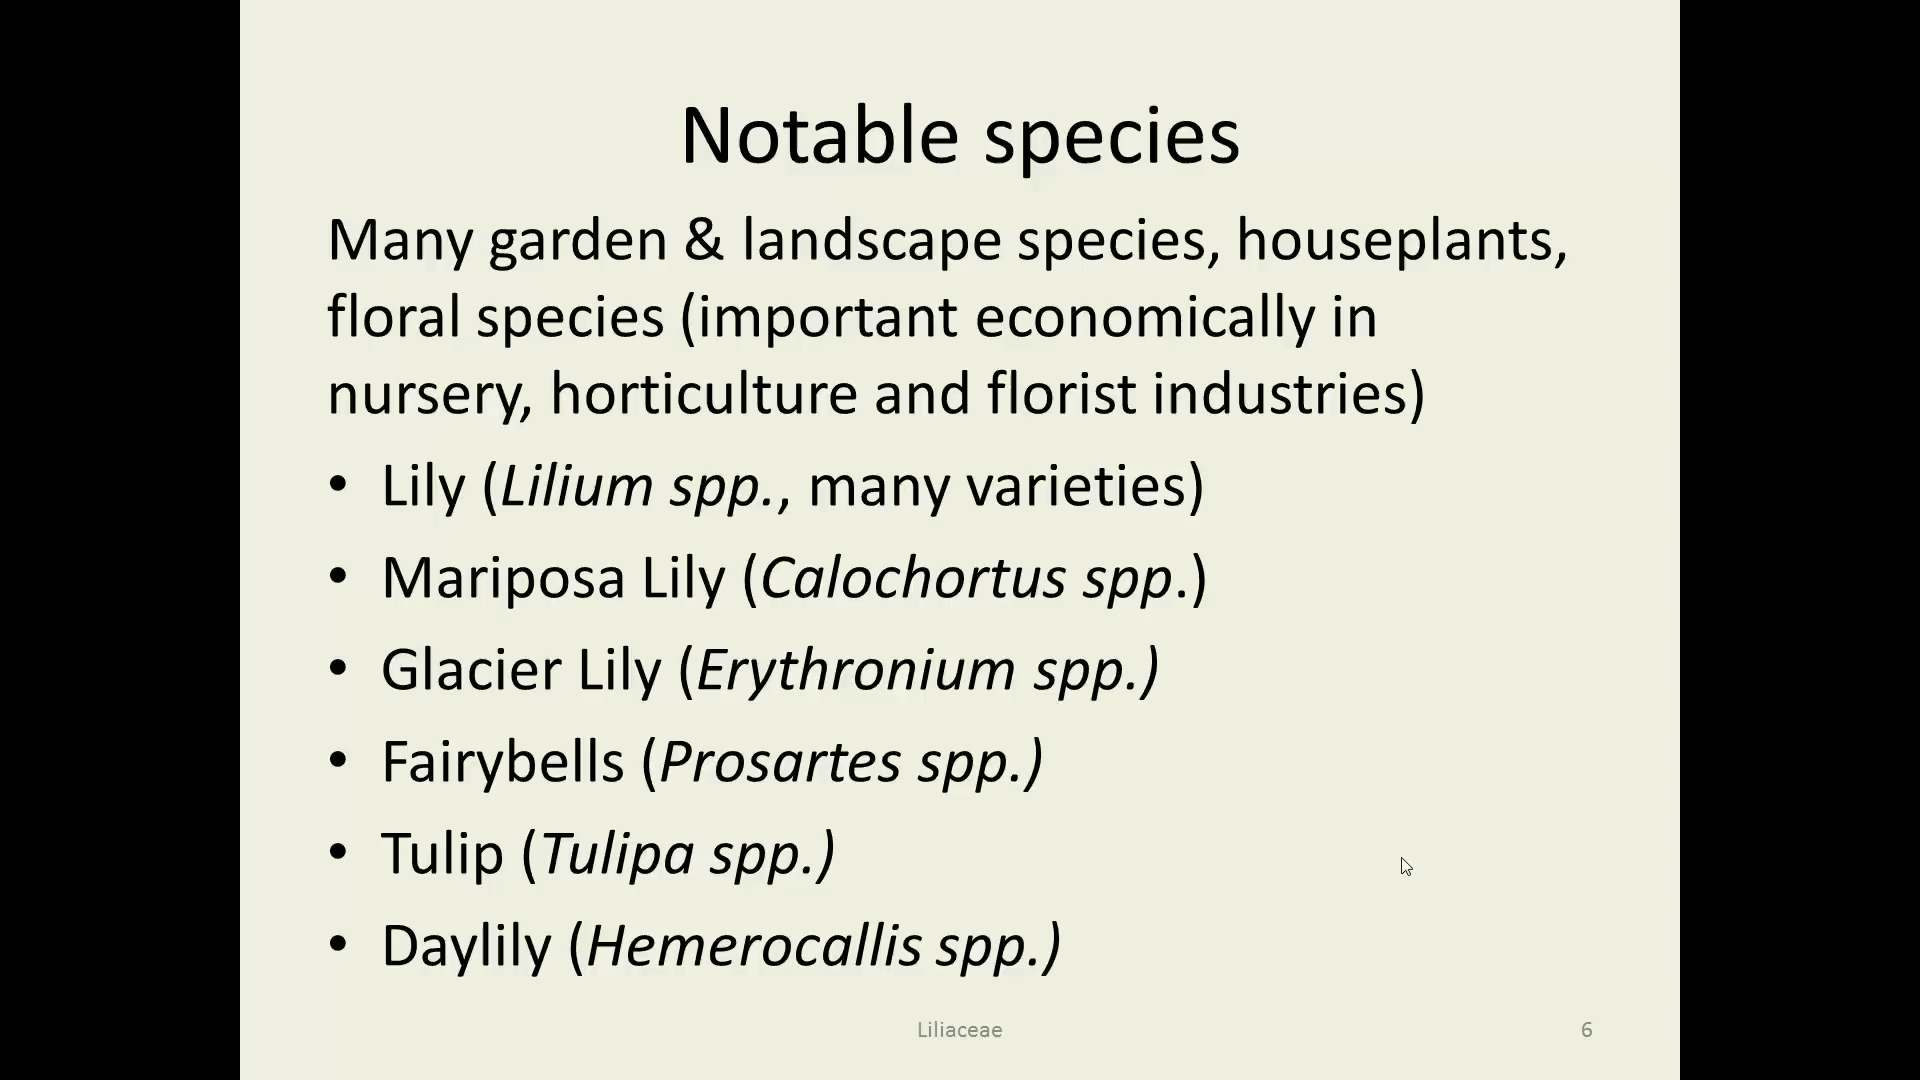 Notable species
Many garden & landscape species, houseplants,
floral species (important economically in
nursery, horticulture and florist industries)
• Lily (Lilium spp., many varieties)
• Mariposa Lily (Calochortus spp.)
• Glacier Lily (Erythronium spp.)
• Fairybells (Prosartes spp.)
• Tulip (Tulipa spp.)
• Daylily (Hemerocallis spp.)
Liliaceae
6